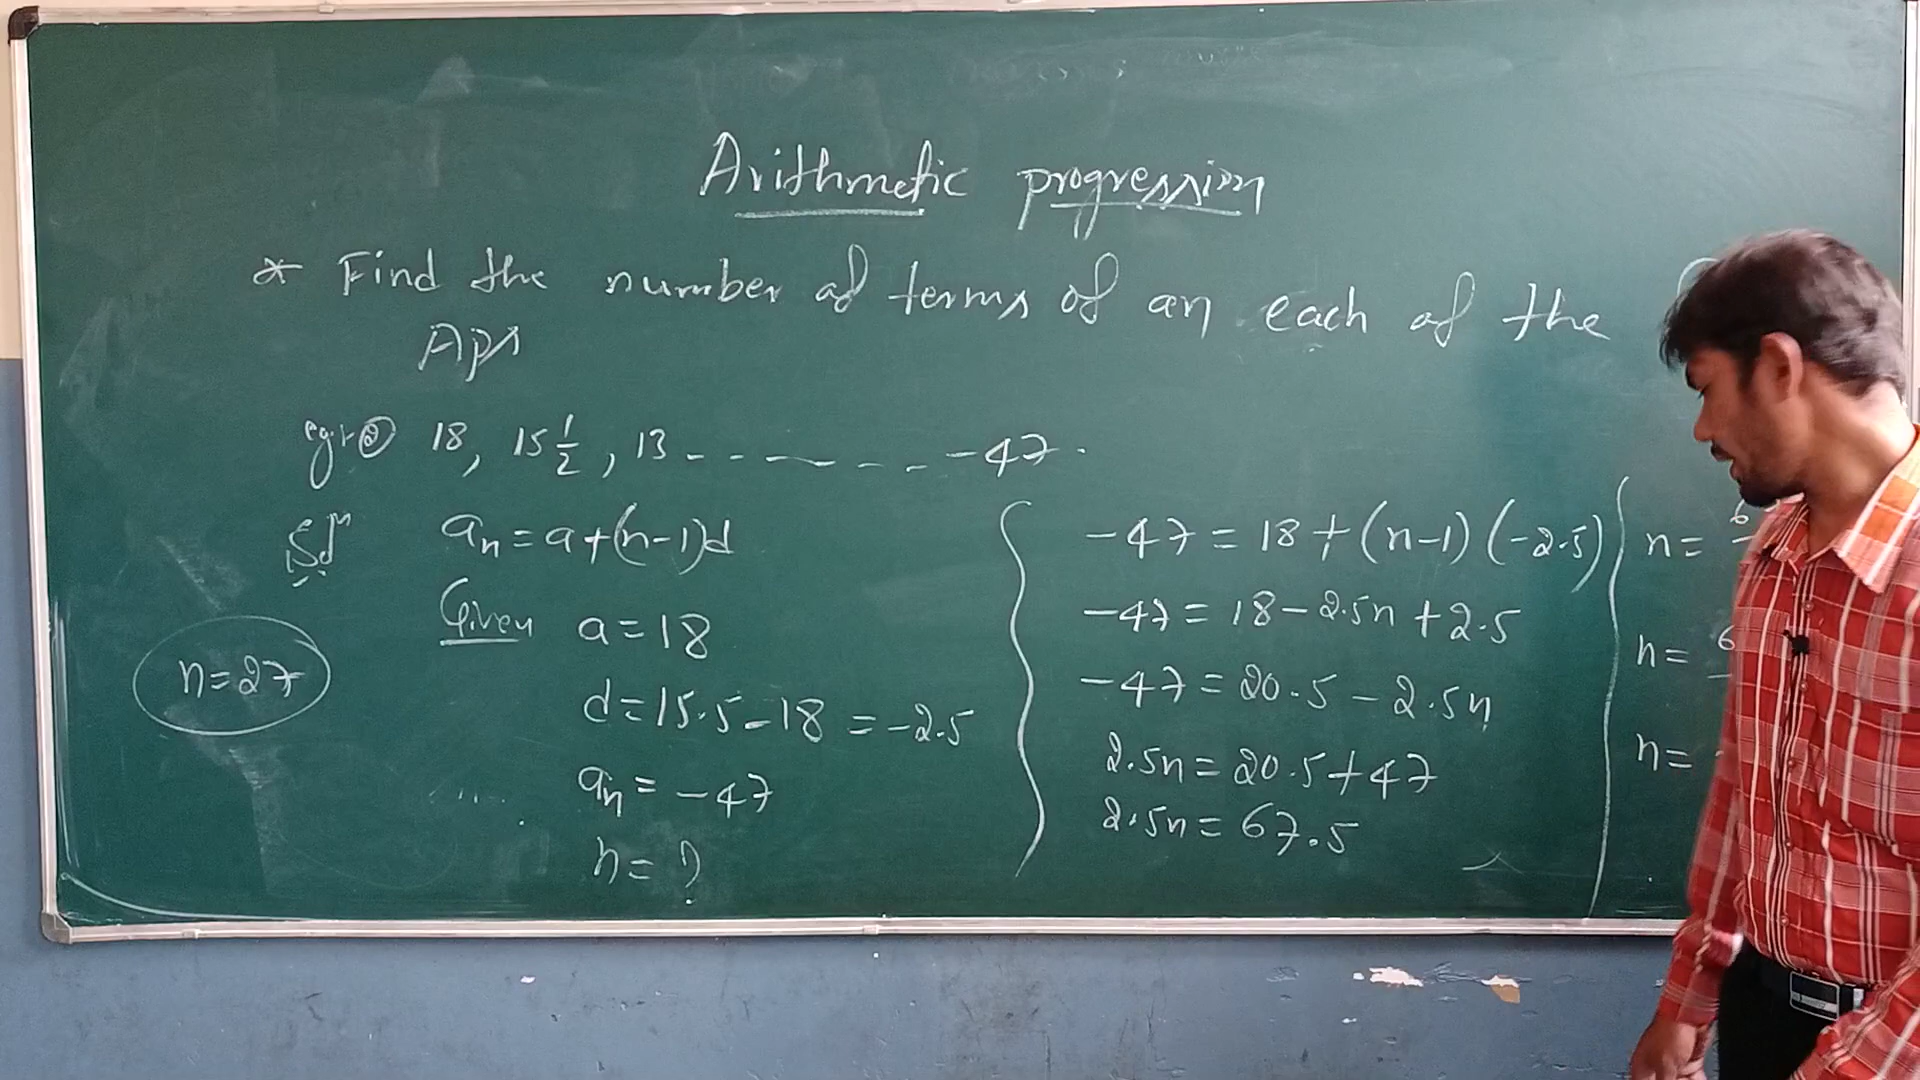 Arithmetic progression
* Find the number of terms of an each of the
Aps
eg:- ② 18, 15 1/2, 13 - - - - - - - -47.
Sol
aₙ = a+(n-1)d
Given a = 18
d = 15.5 - 18 = -2.5
aₙ = -47
n = ?
n = 27
-47 = 18 + (n-1) (-2.5)
-47 = 18 - 2.5n + 2.5
-47 = 20.5 - 2.5n
2.5n = 20.5 + 47
2.5n = 67.5
n = 6
n = 6
n =